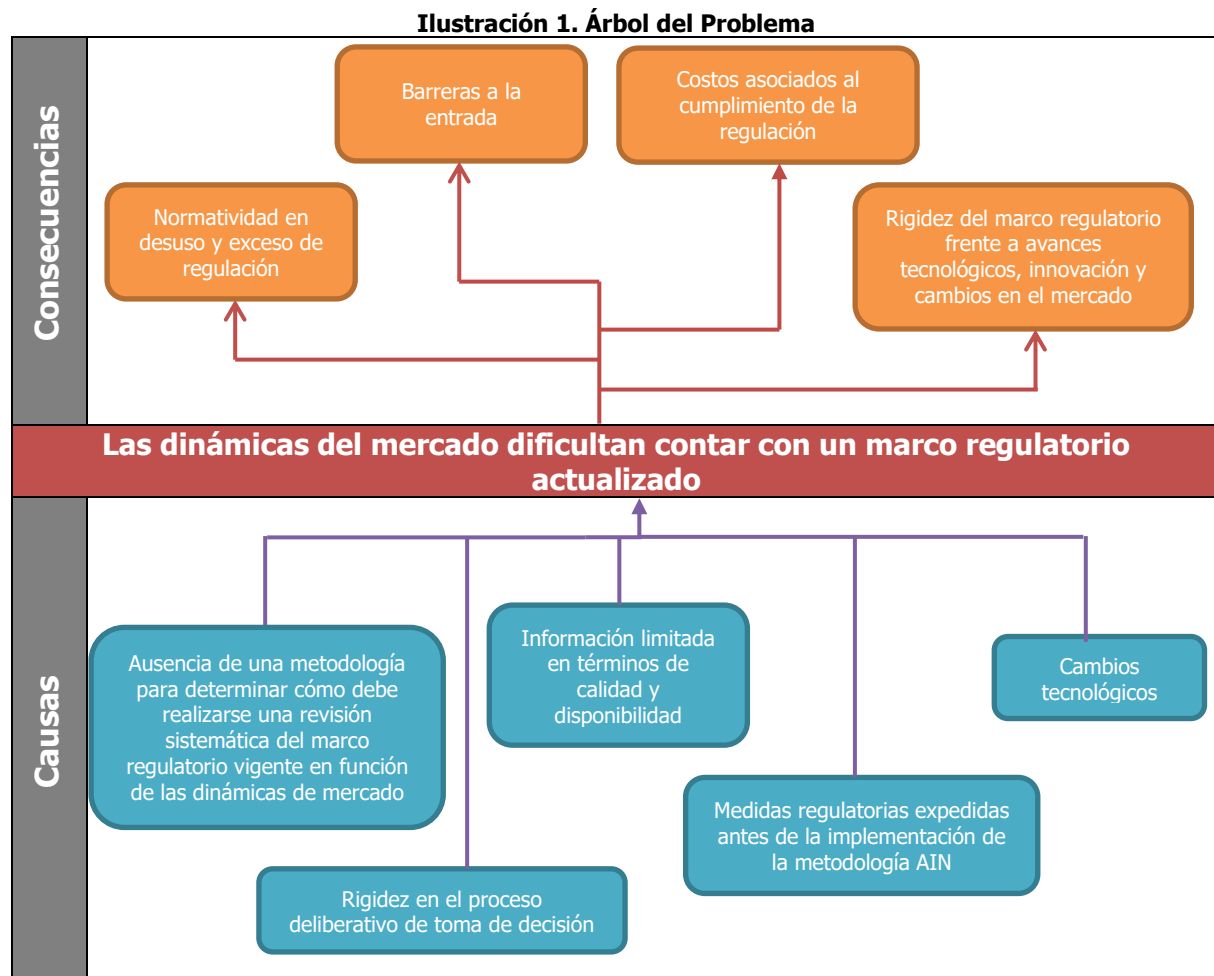 Ilustración 1. Árbol del Problema
Consecuencias
Barreras a la
entrada
Costos asociados al
cumplimiento de la
regulación
Normatividad en
desuso y exceso de
regulación
Rigidez del marco regulatorio
frente a avances
tecnológicos, innovación y
cambios en el mercado
Las dinámicas del mercado dificultan contar con un marco regulatorio
actualizado
Causas
Ausencia de una metodología
para determinar cómo debe
realizarse una revisión
sistemática del marco
regulatorio vigente en función
de las dinámicas de mercado
Información limitada
en términos de
calidad y
disponibilidad
Cambios
tecnológicos
Medidas regulatorias expedidas
antes de la implementación de
la metodología AIN
Rigidez en el proceso
deliberativo de toma de decisión